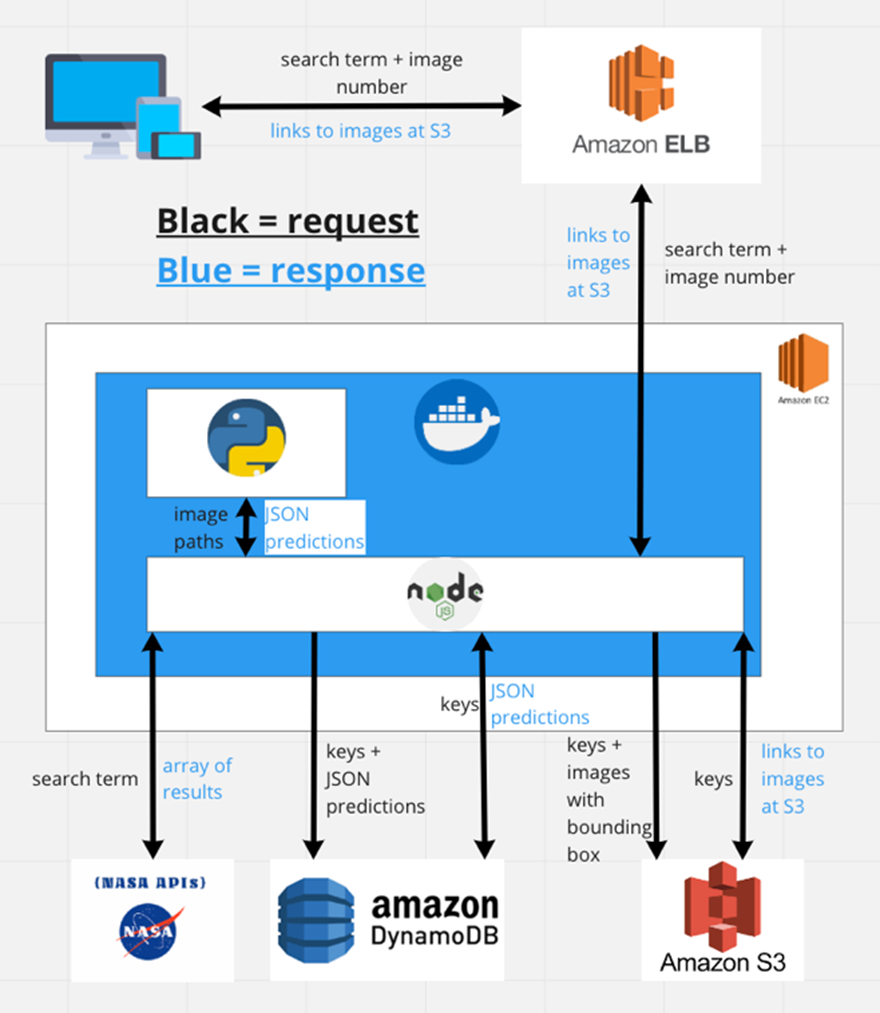 search term + image
number
links to images at S3
Amazon ELB
Black = request
Blue = response
links to
images
at S3
search term +
image number
Amazon EC2
image
paths
JSON
predictions
node
JS
keys
JSON
predictions
search term
array of
results
keys +
JSON
predictions
keys +
images
with
bounding
box
keys
links to
images
at S3
(NASA APIs)
NASA
amazon
DynamoDB
Amazon S3